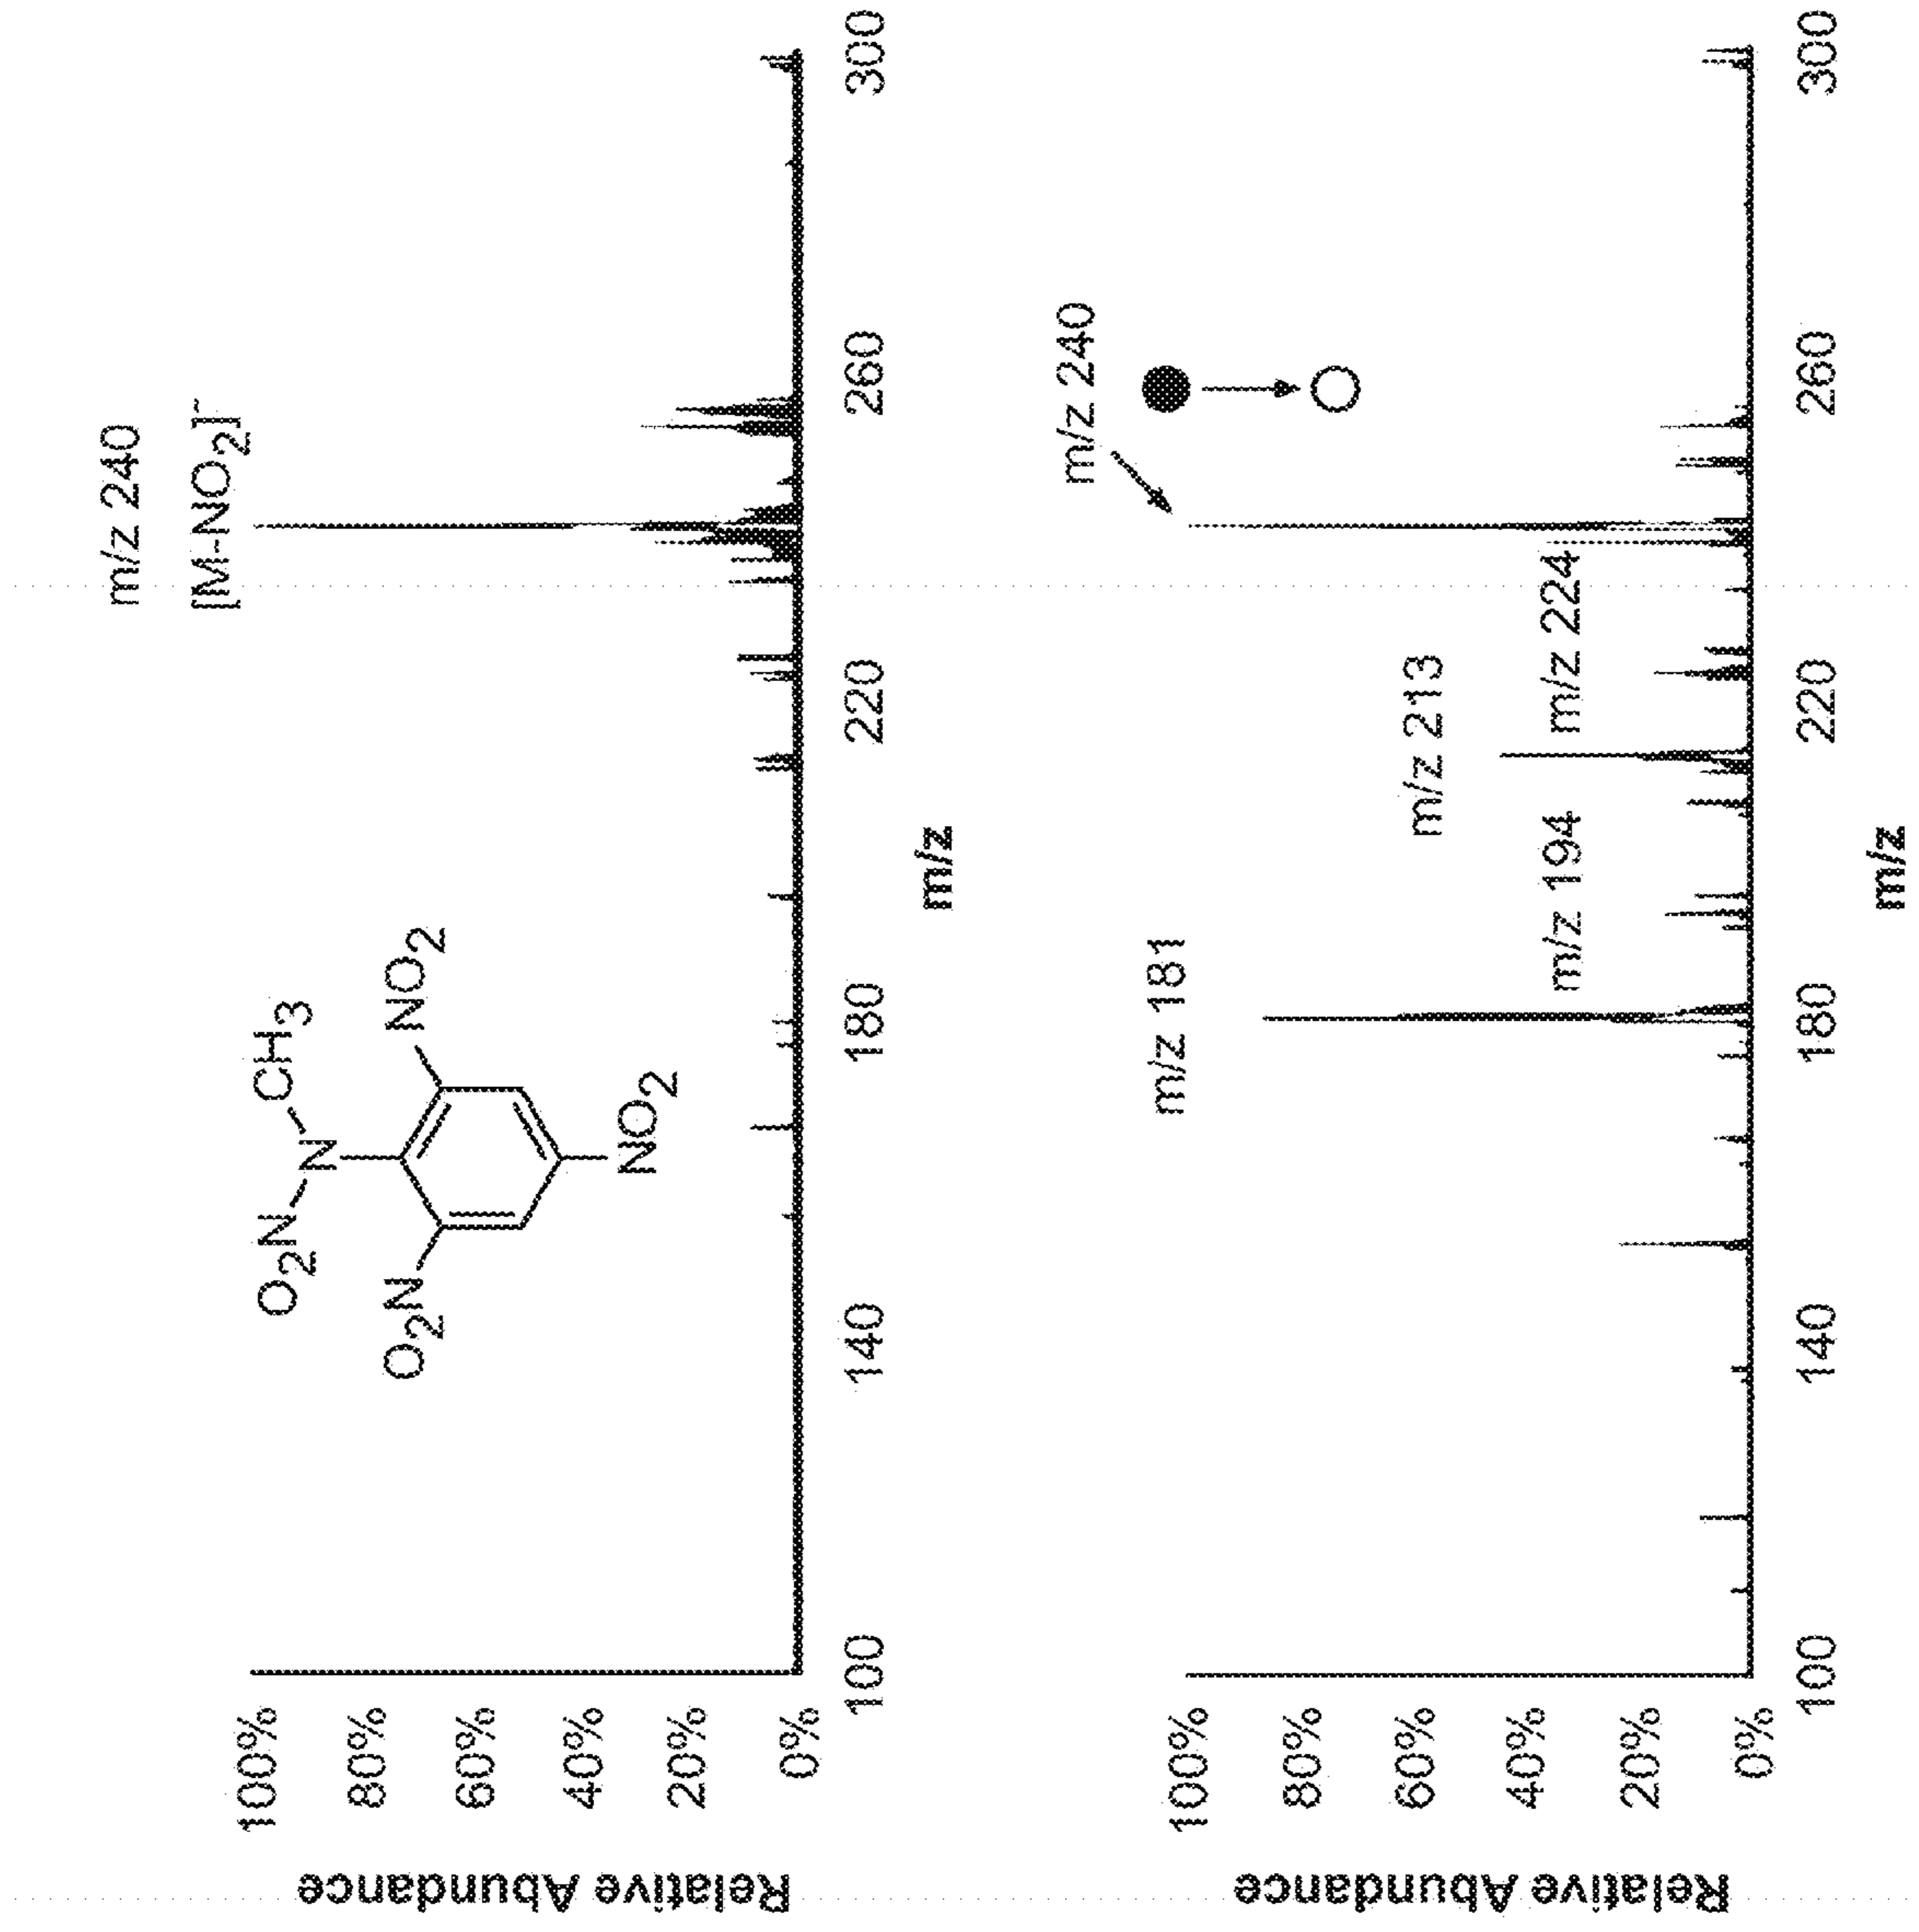 m/z 240
[M-NO2]-
O2N
N
CH3
O2N
NO2
NO2
Relative Abundance
100%
80%
60%
40%
20%
0%
100
140
180
220
260
300
m/z
m/z 240
m/z 181
m/z 213
m/z 194
m/z 224
Relative Abundance
100%
80%
60%
40%
20%
0%
100
140
180
220
260
300
m/z